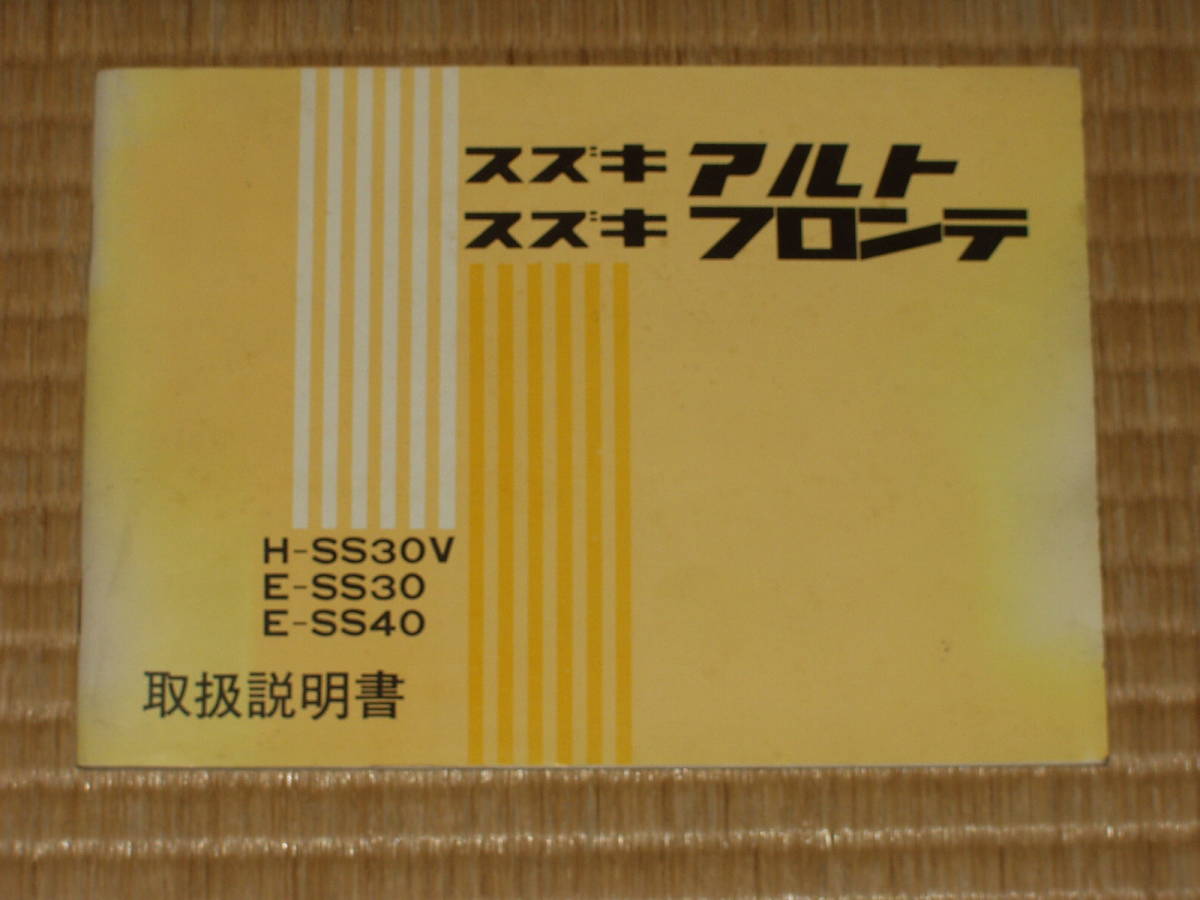 スズキ アルト
スズキ フロンテ
H-SS30V
E-SS30
E-SS40
取扱説明書